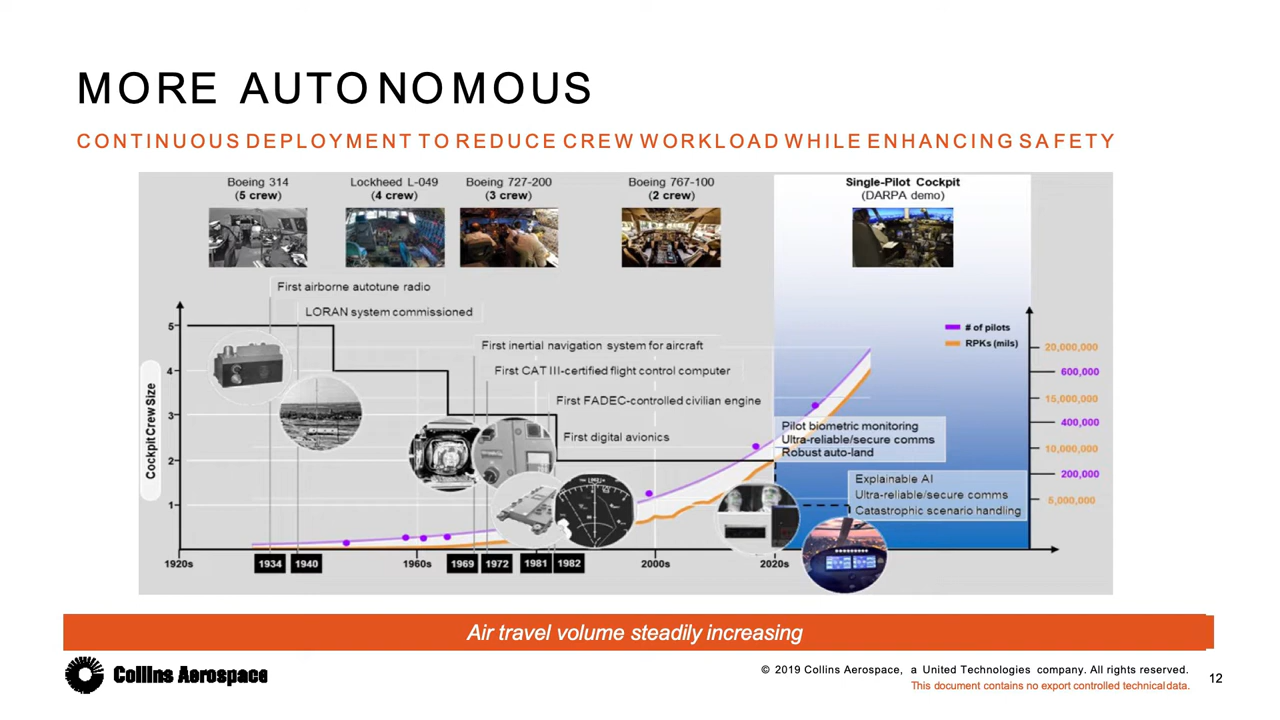 MORE AUTONOMOUS
CONTINUOUS DEPLOYMENT TO REDUCE CREW WORKLOAD WHILE ENHANCING SAFETY
Boeing 314
(5 crew)
Lockheed L-049
(4 crew)
Boeing 727-200
(3 crew)
Boeing 767-100
(2 crew)
Single-Pilot Cockpit
(DARPA demo)
First airborne autotune radio
LORAN system commissioned
First inertial navigation system for aircraft
First CAT III-certified flight control computer
First FADEC-controlled civilian engine
First digital avionics
# of pilots
RPKs (mils)
Cockpit Crew Size
5
4
3
2
1
20,000,000
600,000
15,000,000
400,000
10,000,000
200,000
5,000,000
Pilot biometric monitoring
Ultra-reliable/secure comms
Robust auto-land
Explainable AI
Ultra-reliable/secure comms
Catastrophic scenario handling
1920s
1934
1940
1960s
1969
1972
1981
1982
2000s
2020s
Air travel volume steadily increasing
Collins Aerospace
© 2019 Collins Aerospace, a United Technologies company. All rights reserved.
This document contains no export controlled technical data.
12